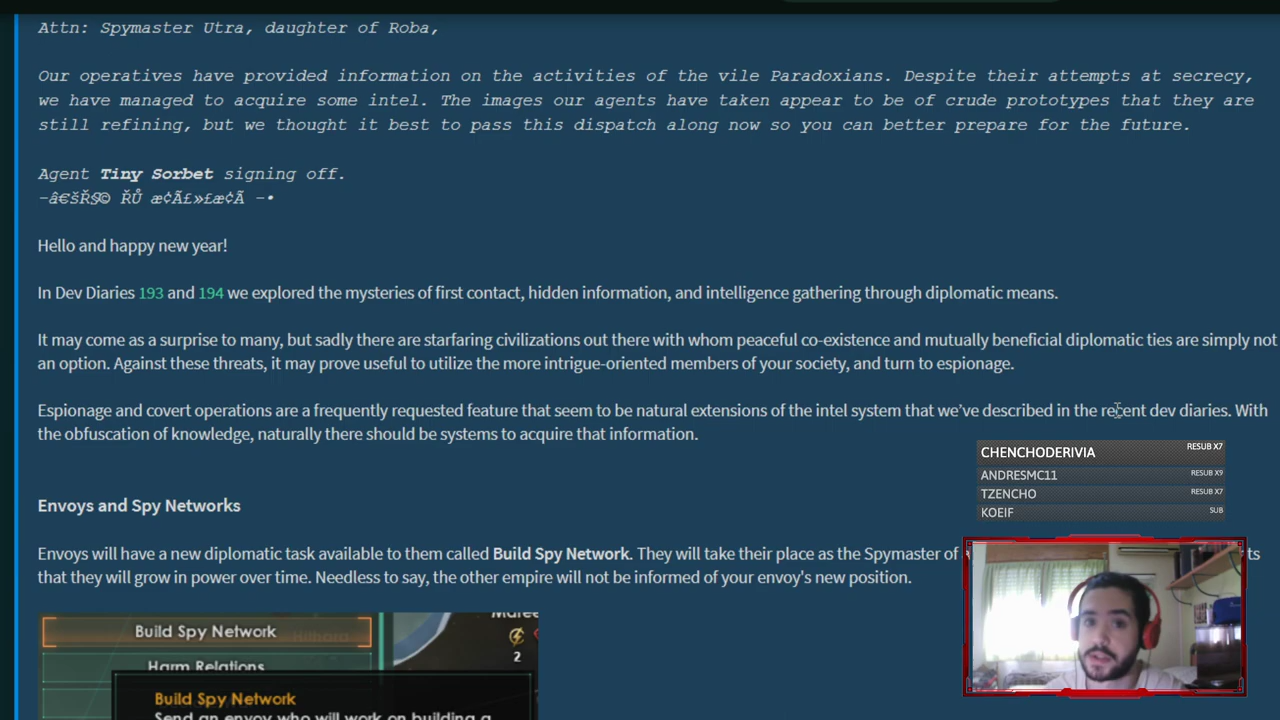 Attn: Spymaster Utra, daughter of Roba,
Our operatives have provided information on the activities of the vile Paradoxians. Despite their attempts at secrecy,
we have managed to acquire some intel. The images our agents have taken appear to be of crude prototypes that they are
still refining, but we thought it best to pass this dispatch along now so you can better prepare for the future.
Agent Tiny Sorbet signing off.
-â€šŘ§© ŘŮ æ¢Ã£»£æ¢Ã -•
Hello and happy new year!
In Dev Diaries 193 and 194 we explored the mysteries of first contact, hidden information, and intelligence gathering through diplomatic means.
It may come as a surprise to many, but sadly there are starfaring civilizations out there with whom peaceful co-existence and mutually beneficial diplomatic ties are simply not
an option. Against these threats, it may prove useful to utilize the more intrigue-oriented members of your society, and turn to espionage.
Espionage and covert operations are a frequently requested feature that seem to be natural extensions of the intel system that we've described in the recent dev diaries. With
the obfuscation of knowledge, naturally there should be systems to acquire that information.
CHENCHODERIVIA RESUB X7
ANDRESMC11 RESUB X9
TZENCHO RESUB X7
KOEIF SUB
Envoys and Spy Networks
Envoys will have a new diplomatic task available to them called Build Spy Network. They will take their place as the Spymaster of
that they will grow in power over time. Needless to say, the other empire will not be informed of your envoy's new position.
Build Spy Network
2
Harm Relations
Build Spy Network
Send an envoy who will work on building a